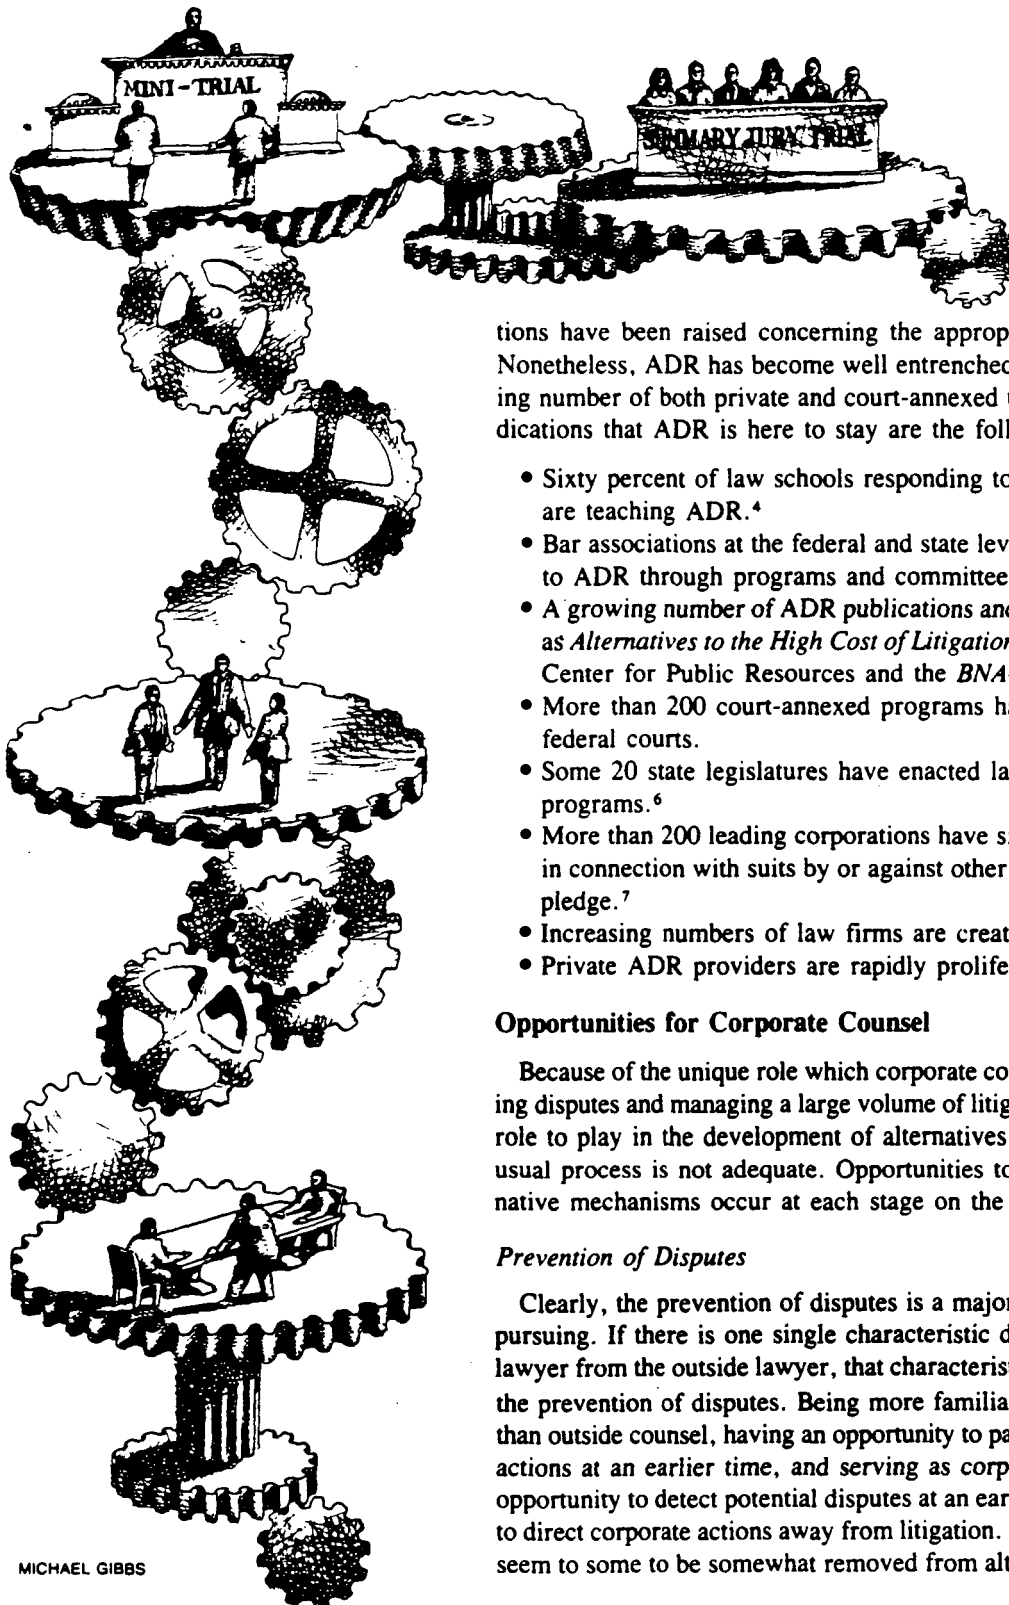 MINI-TRIAL
SUMMARY JURY TRIAL
tions have been raised concerning the approp
Nonetheless, ADR has become well entrenched
ing number of both private and court-annexed
dications that ADR is here to stay are the foll
• Sixty percent of law schools responding to
are teaching ADR.⁴
• Bar associations at the federal and state lev
to ADR through programs and committee
• A growing number of ADR publications and
as Alternatives to the High Cost of Litigation
Center for Public Resources and the BNA
• More than 200 court-annexed programs ha
federal courts.
• Some 20 state legislatures have enacted la
programs.⁶
• More than 200 leading corporations have s
in connection with suits by or against other
pledge.⁷
• Increasing numbers of law firms are creat
• Private ADR providers are rapidly prolife
Opportunities for Corporate Counsel
Because of the unique role which corporate co
ing disputes and managing a large volume of litig
role to play in the development of alternatives
usual process is not adequate. Opportunities to
native mechanisms occur at each stage on the
Prevention of Disputes
Clearly, the prevention of disputes is a major
pursuing. If there is one single characteristic d
lawyer from the outside lawyer, that characterist
the prevention of disputes. Being more familia
than outside counsel, having an opportunity to pa
actions at an earlier time, and serving as corp
opportunity to detect potential disputes at an ear
to direct corporate actions away from litigation.
seem to some to be somewhat removed from alt
MICHAEL GIBBS